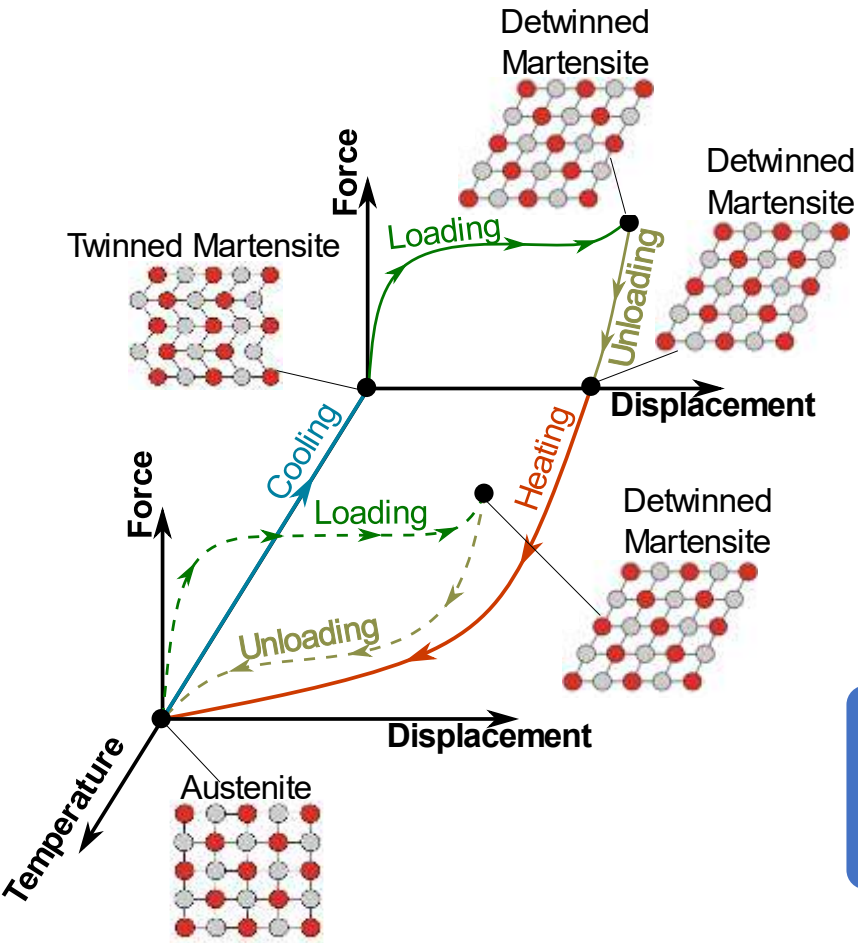 Detwinned
Martensite
Detwinned
Martensite
Force
Loading
Twinned Martensite
Unloading
Displacement
Cooling
Heating
Force
Loading
Detwinned
Martensite
Unloading
Displacement
Temperature
Austenite